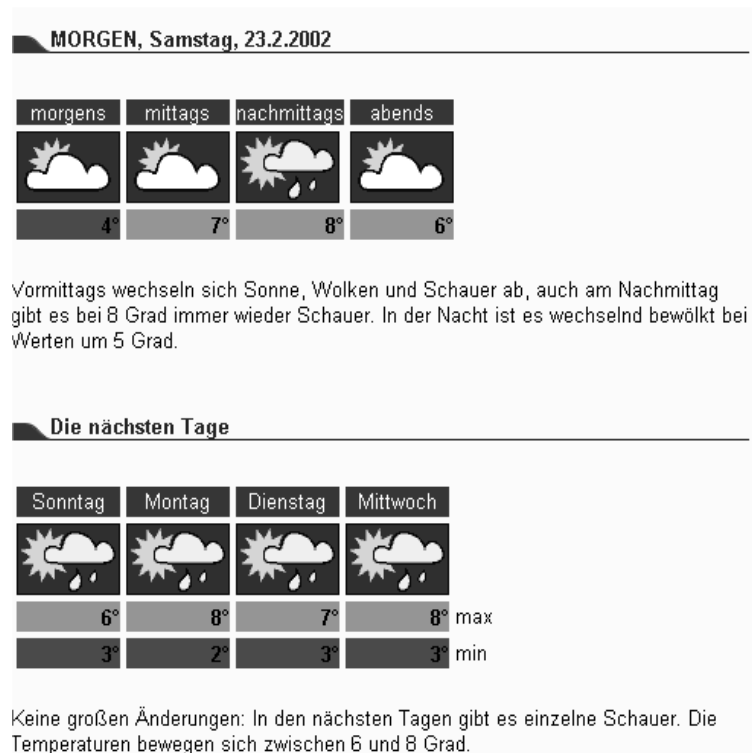 MORGEN, Samstag, 23.2.2002
morgens mittags nachmittags abends
4° 7° 8° 6°
Vormittags wechseln sich Sonne, Wolken und Schauer ab, auch am Nachmittag
gibt es bei 8 Grad immer wieder Schauer. In der Nacht ist es wechselnd bewölkt bei
Werten um 5 Grad.
Die nächsten Tage
Sonntag Montag Dienstag Mittwoch
6° 8° 7° 8° max
3° 2° 3° 3° min
Keine großen Änderungen: In den nächsten Tagen gibt es einzelne Schauer. Die
Temperaturen bewegen sich zwischen 6 und 8 Grad.